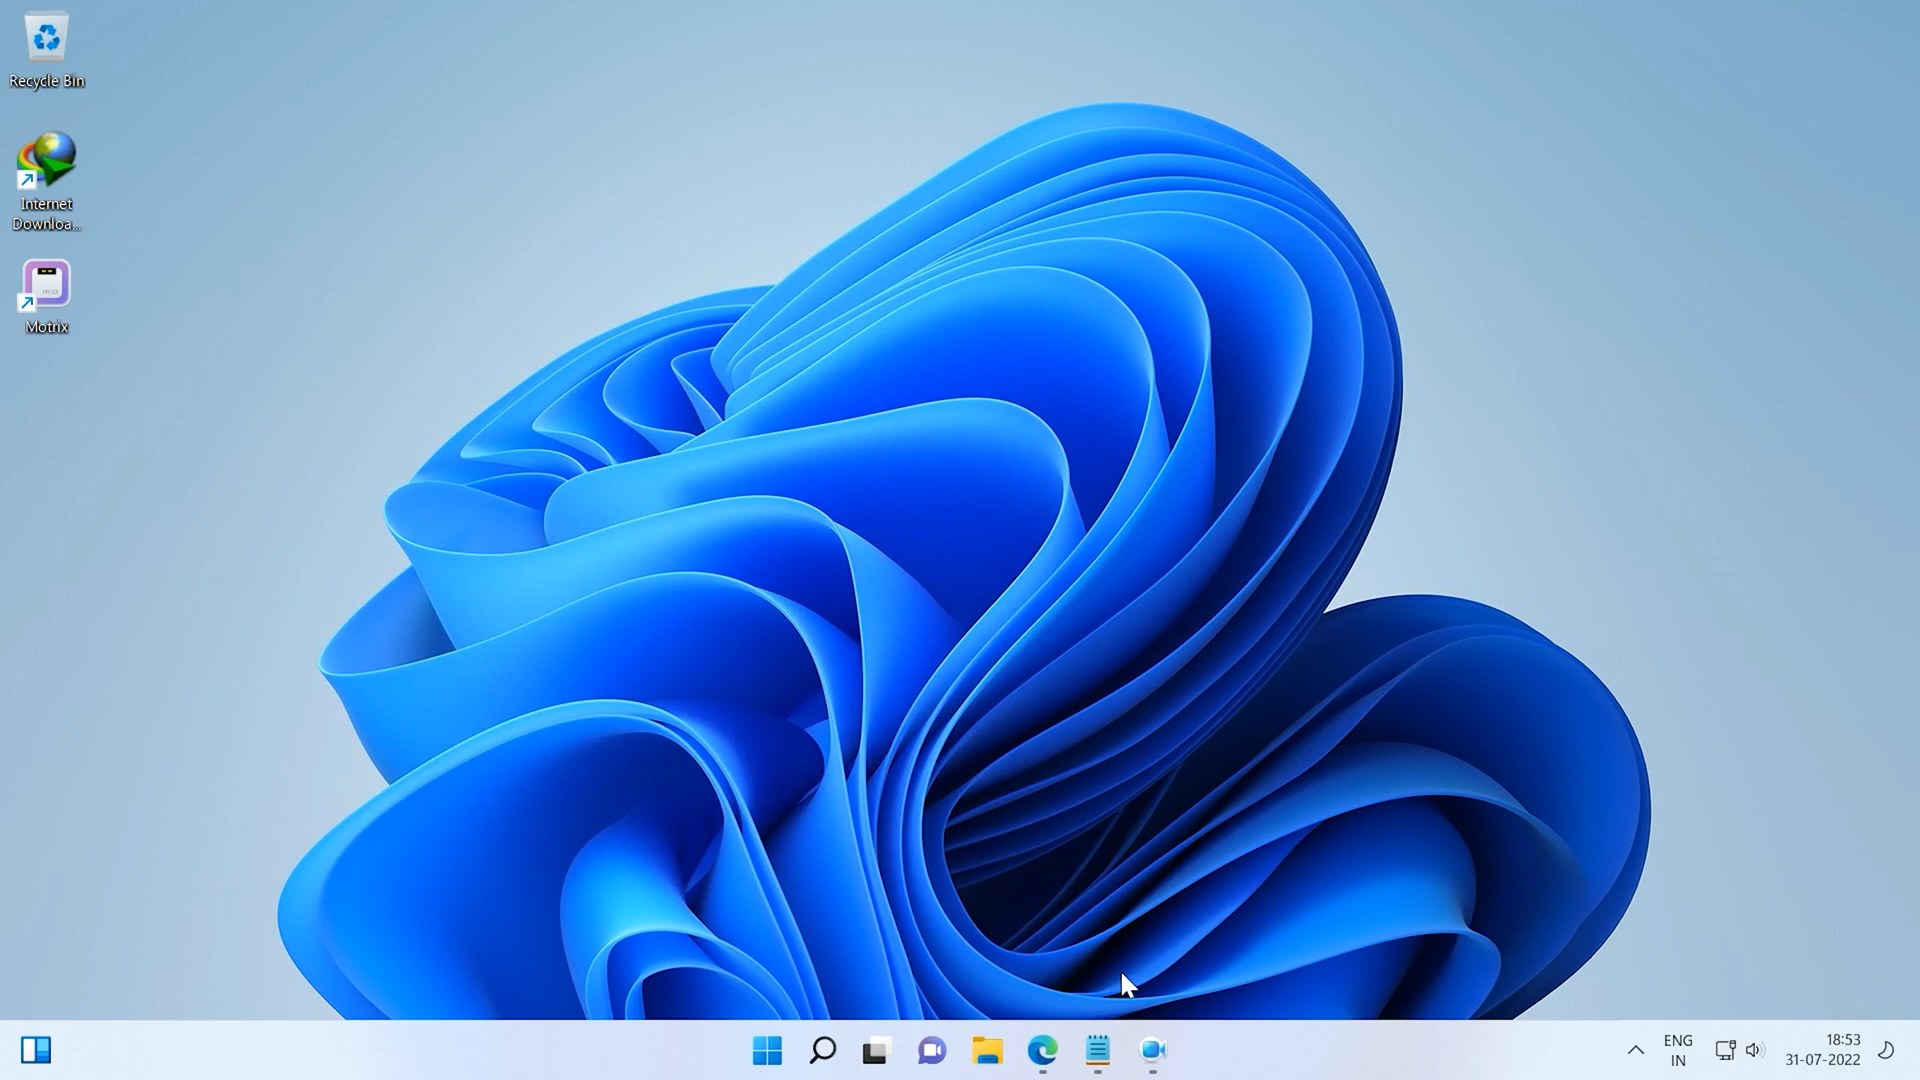 Recycle Bin
Internet
Downloa...
Motrix
ENG
IN
18:53
31-07-2022